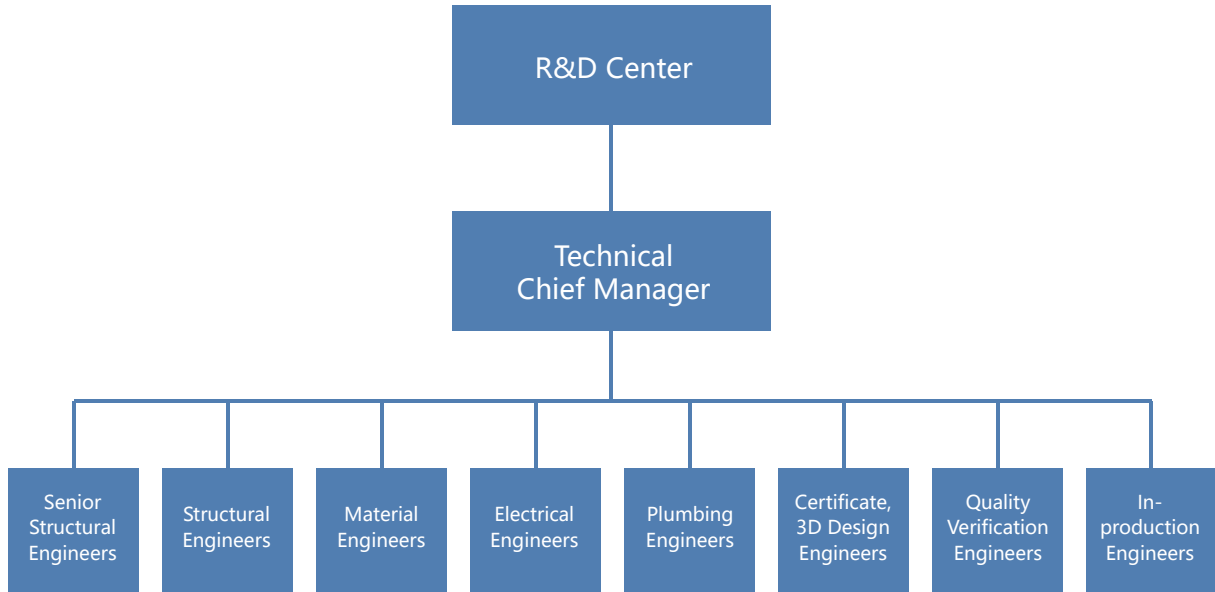 R&D Center
Technical
Chief Manager
Senior
Structural
Engineers
Structural
Engineers
Material
Engineers
Electrical
Engineers
Plumbing
Engineers
Certificate,
3D Design
Engineers
Quality
Verification
Engineers
In-
production
Engineers